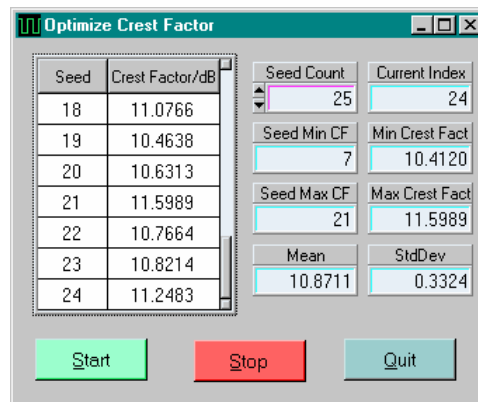 Optimize Crest Factor
Seed Crest Factor/dB
18 11.0766
19 10.4638
20 10.6313
21 11.5989
22 10.7664
23 10.8214
24 11.2483
Seed Count Current Index
25 24
Seed Min CF Min Crest Fact
7 10.4120
Seed Max CF Max Crest Fact
21 11.5989
Mean StdDev
10.8711 0.3324
Start Stop Quit